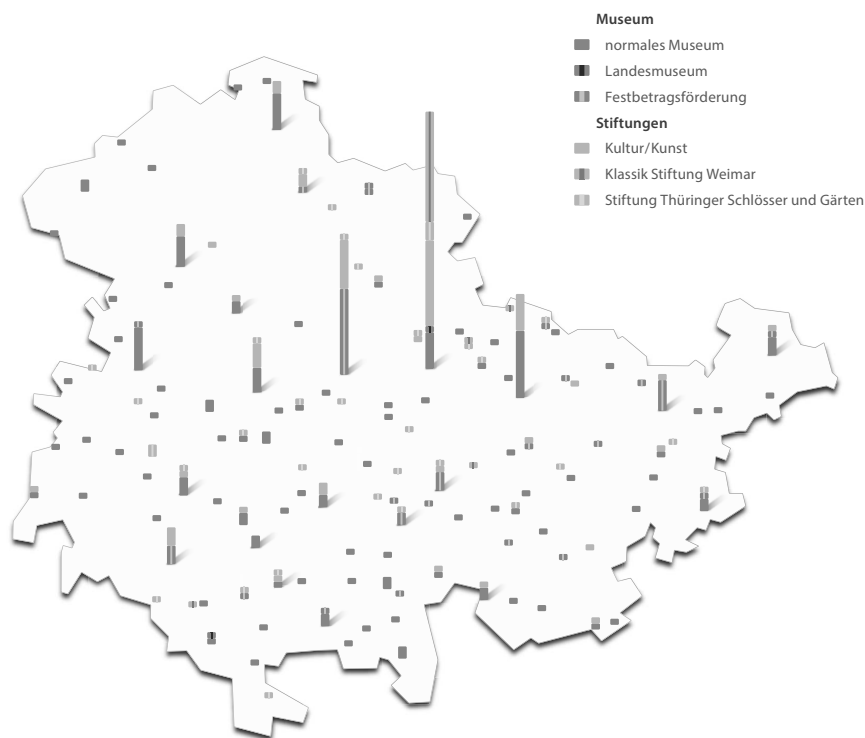 Museum
normales Museum
Landesmuseum
Festbetragsförderung
Stiftungen
Kultur/Kunst
Klassik Stiftung Weimar
Stiftung Thüringer Schlösser und Gärten